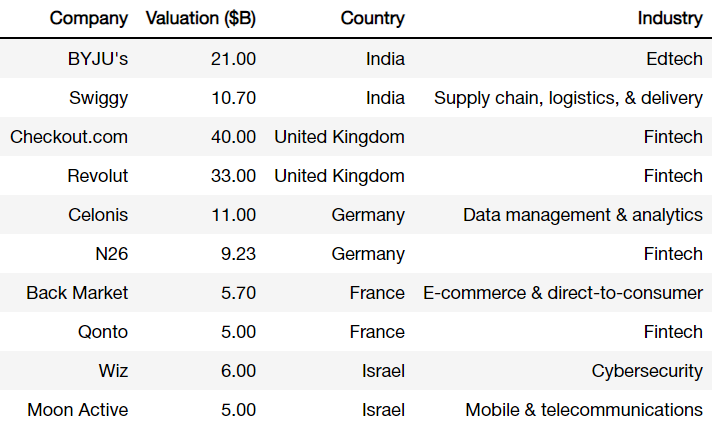 Company Valuation ($B) Country Industry
BYJU's 21.00 India Edtech
Swiggy 10.70 India Supply chain, logistics, & delivery
Checkout.com 40.00 United Kingdom Fintech
Revolut 33.00 United Kingdom Fintech
Celonis 11.00 Germany Data management & analytics
N26 9.23 Germany Fintech
Back Market 5.70 France E-commerce & direct-to-consumer
Qonto 5.00 France Fintech
Wiz 6.00 Israel Cybersecurity
Moon Active 5.00 Israel Mobile & telecommunications